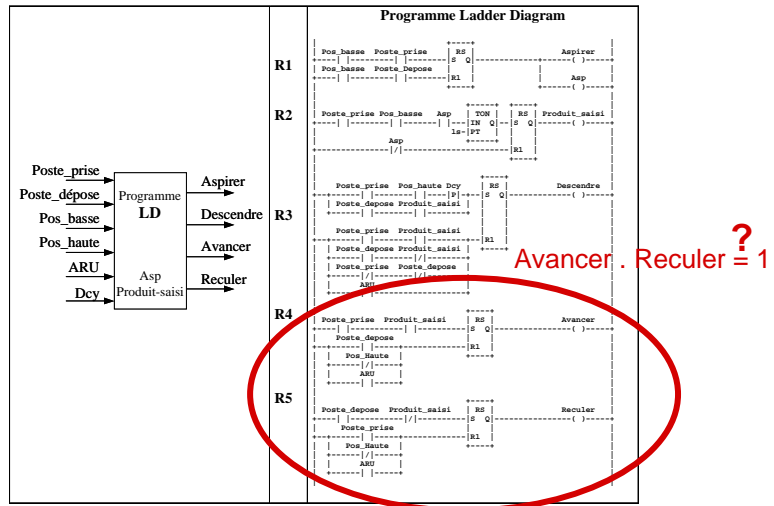 Programme Ladder Diagram
Poste_prise
Poste_dépose
Pos_basse
Pos_haute
ARU
Dcy
Programme
LD
Asp
Produit-saisi
Aspirer
Descendre
Avancer
Reculer
R1
Pos_basse Poste_prise RS Aspirer
S Q ( )
Pos_basse Poste_Depose Asp
R1 ( )
R2
Poste_prise Pos_basse Asp TON RS Produit_saisi
IN Q S Q ( )
1s- PT
Asp
/ R1
R3
Poste_prise Pos_haute Dcy RS Descendre
P S Q ( )
Poste_depose Produit_saisi
Poste_prise Produit_saisi
R1
Poste_depose Produit_saisi
/
Poste_prise Poste_depose
/ /
ARU
R4
Poste_prise Produit_saisi RS Avancer
S Q ( )
Poste_depose
R1
Pos_Haute
/
ARU
R5
Poste_depose Produit_saisi RS Reculer
/ S Q ( )
Poste_prise
R1
Pos_Haute
/
ARU
?
Avancer . Reculer = 1